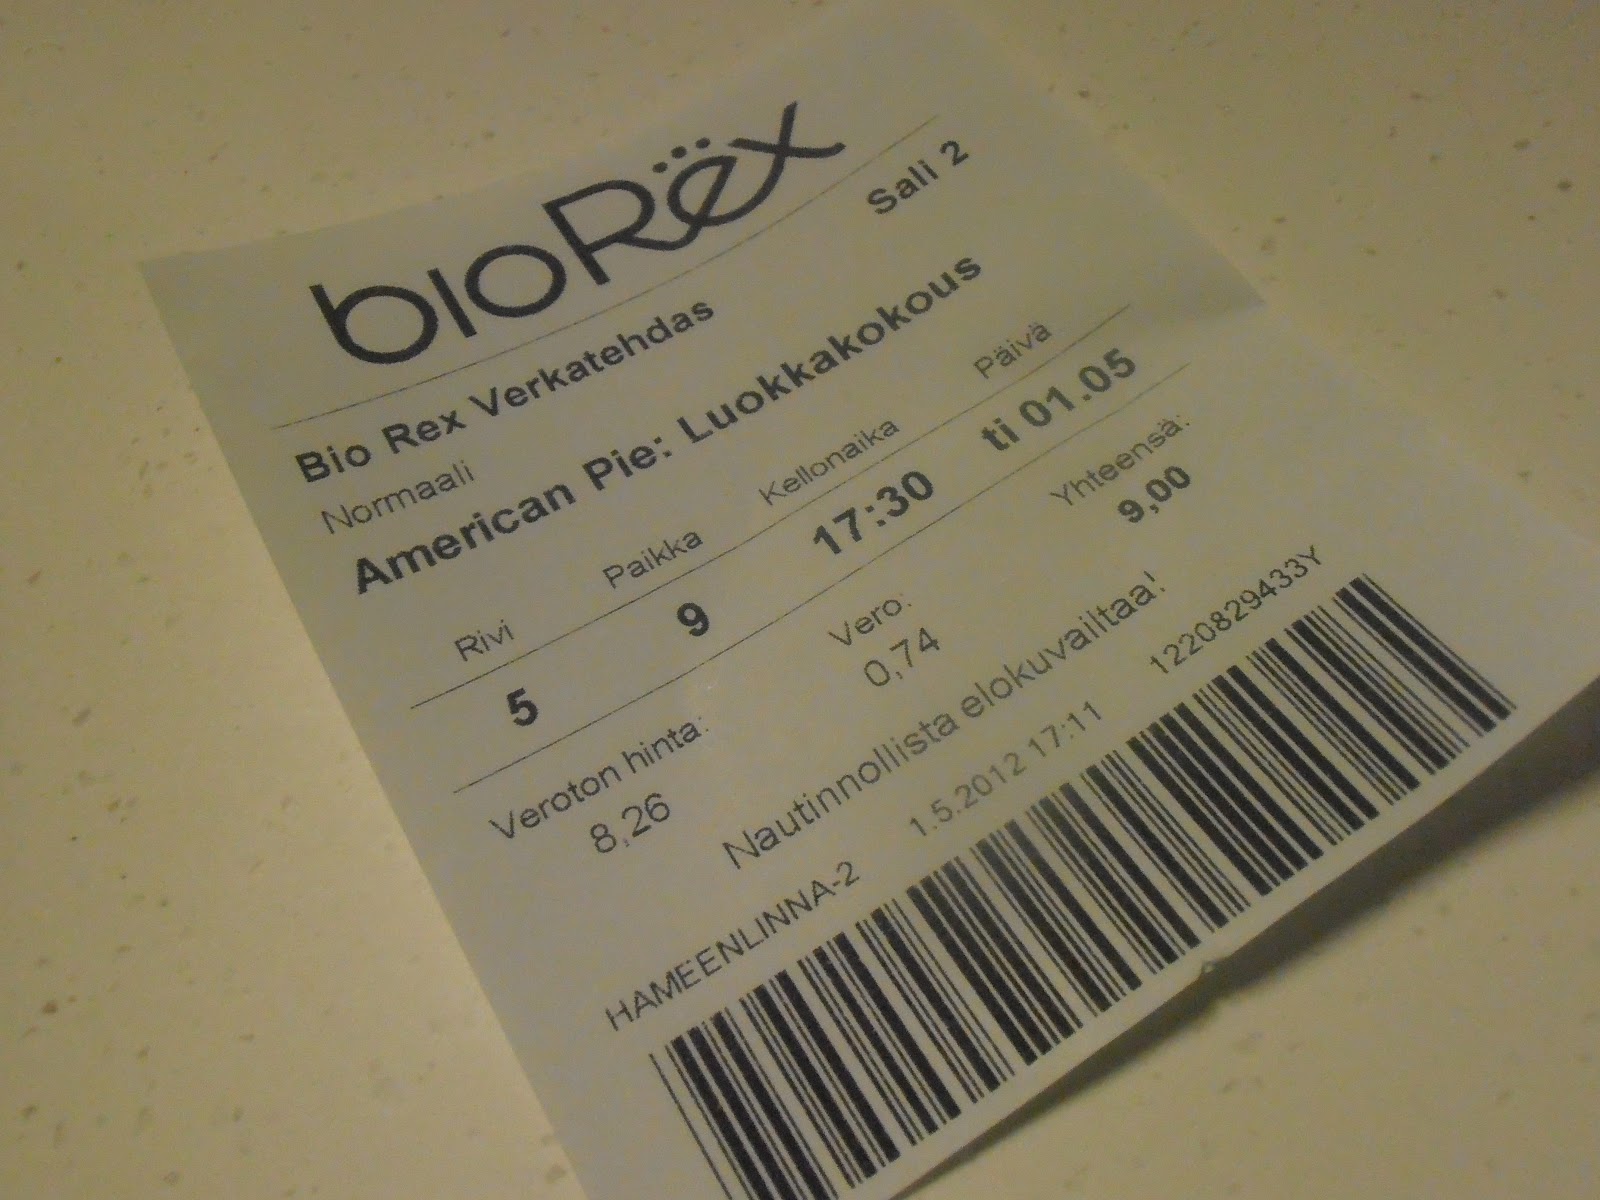 bioRëx
Bio Rex Verkatehdas Sali 2
Normaali
American Pie: Luokkakokous
Rivi Paikka Kellonaika Päivä
5 9 17:30 ti 01.05
Veroton hinta: Vero: Yhteensä:
8,26 0,74 9,00
Nautinnollista elokuvailtaa!
HÄMEENLINNA-2 1.5.2012 17:11 1220829433Y